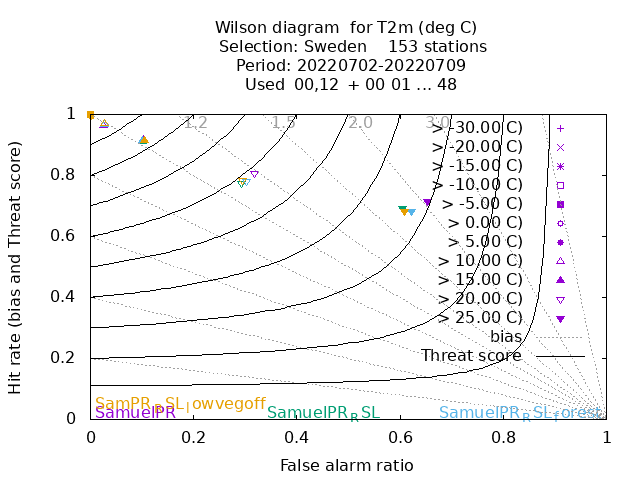 Wilson diagram  for T2m (deg C)
Selection: Sweden    153 stations
Period: 20220702-20220709
Used  00,12  + 00 01 ... 48
1.2 1.5 2.0 3.0
> -30.00 C)
> -20.00 C)
> -15.00 C)
> -10.00 C)
> -5.00 C)
> 0.00 C)
> 5.00 C)
> 10.00 C)
> 15.00 C)
> 20.00 C)
> 25.00 C)
bias
Threat score
1
0.8
0.6
0.4
0.2
0
Hit rate (bias and Threat score)
SamPR_RSL_lowvegoff
SamuelPR SamuelPR_RSL SamuelPR_RSL_forest
0 0.2 0.4 0.6 0.8 1
False alarm ratio